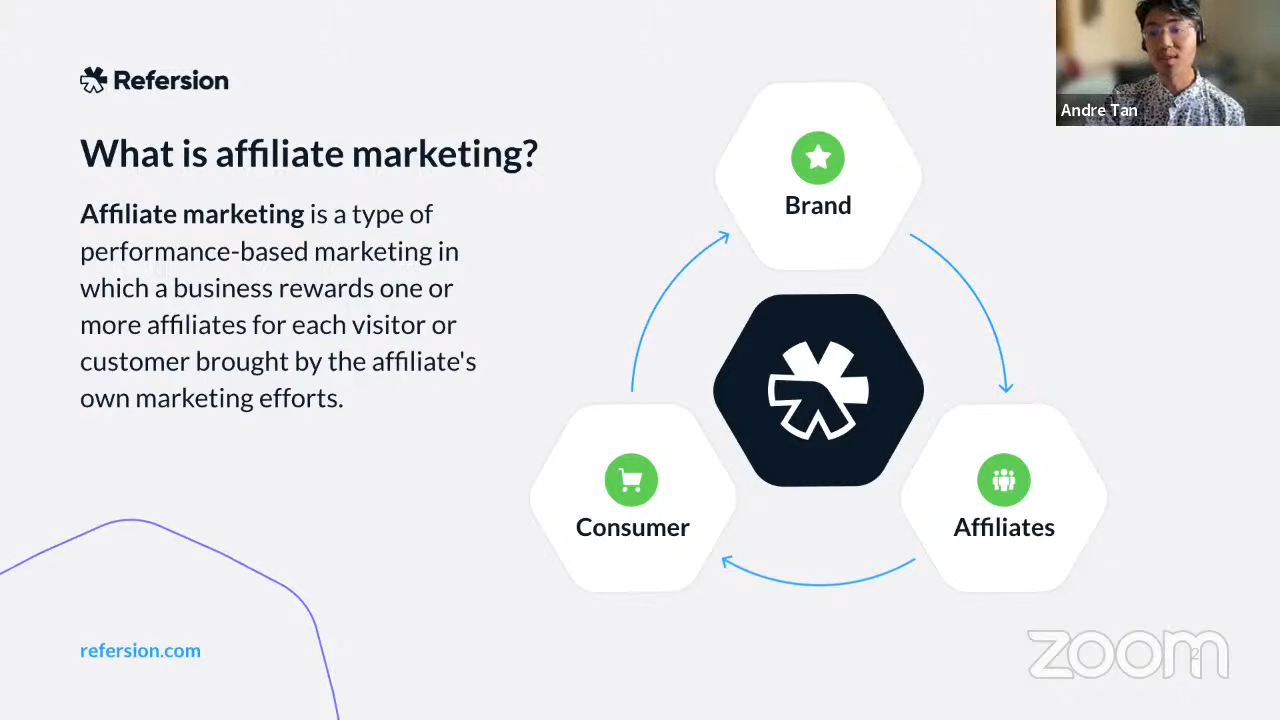 Refersion
What is affiliate marketing?
Affiliate marketing is a type of
performance-based marketing in
which a business rewards one or
more affiliates for each visitor or
customer brought by the affiliate's
own marketing efforts.
Brand
Consumer
Affiliates
Andre Tan
refersion.com
zoom
2